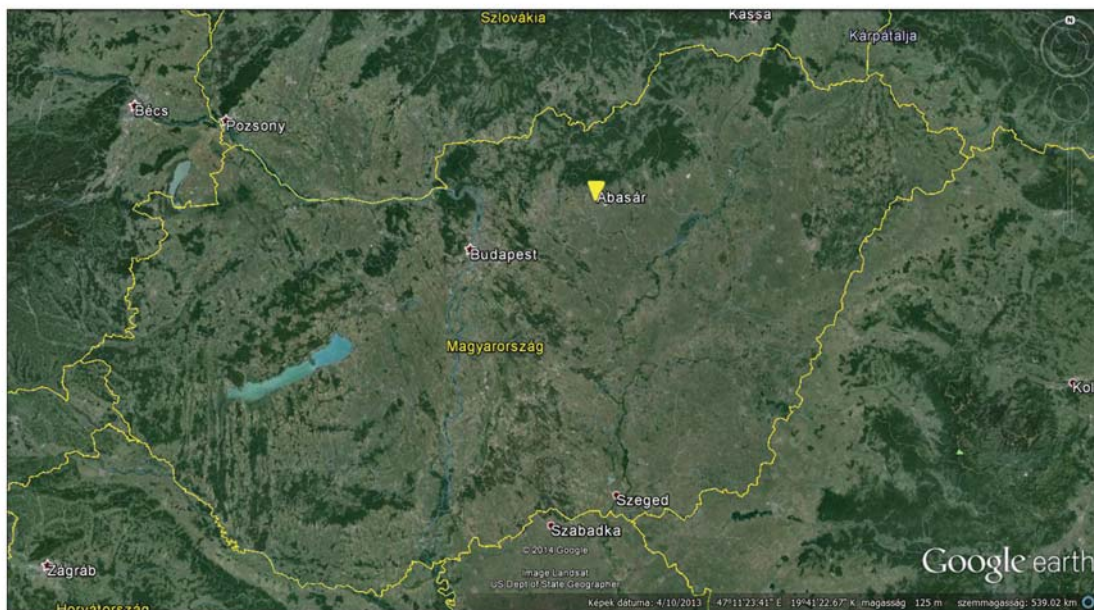 Szlovákia
Kassa
N
Kárpátalja
Bécs
Pozsony
Abasár
Budapest
Magyarország
Szeged
Szabadka
Zágráb
Horvátország
© 2014 Google
Image Landsat
US Dept of State Geographer
Google earth
Képek dátuma: 4/10/2013 47°11'23.41" É 19°41'22.67" K magasság 125 m szemmagasság: 539.02 km